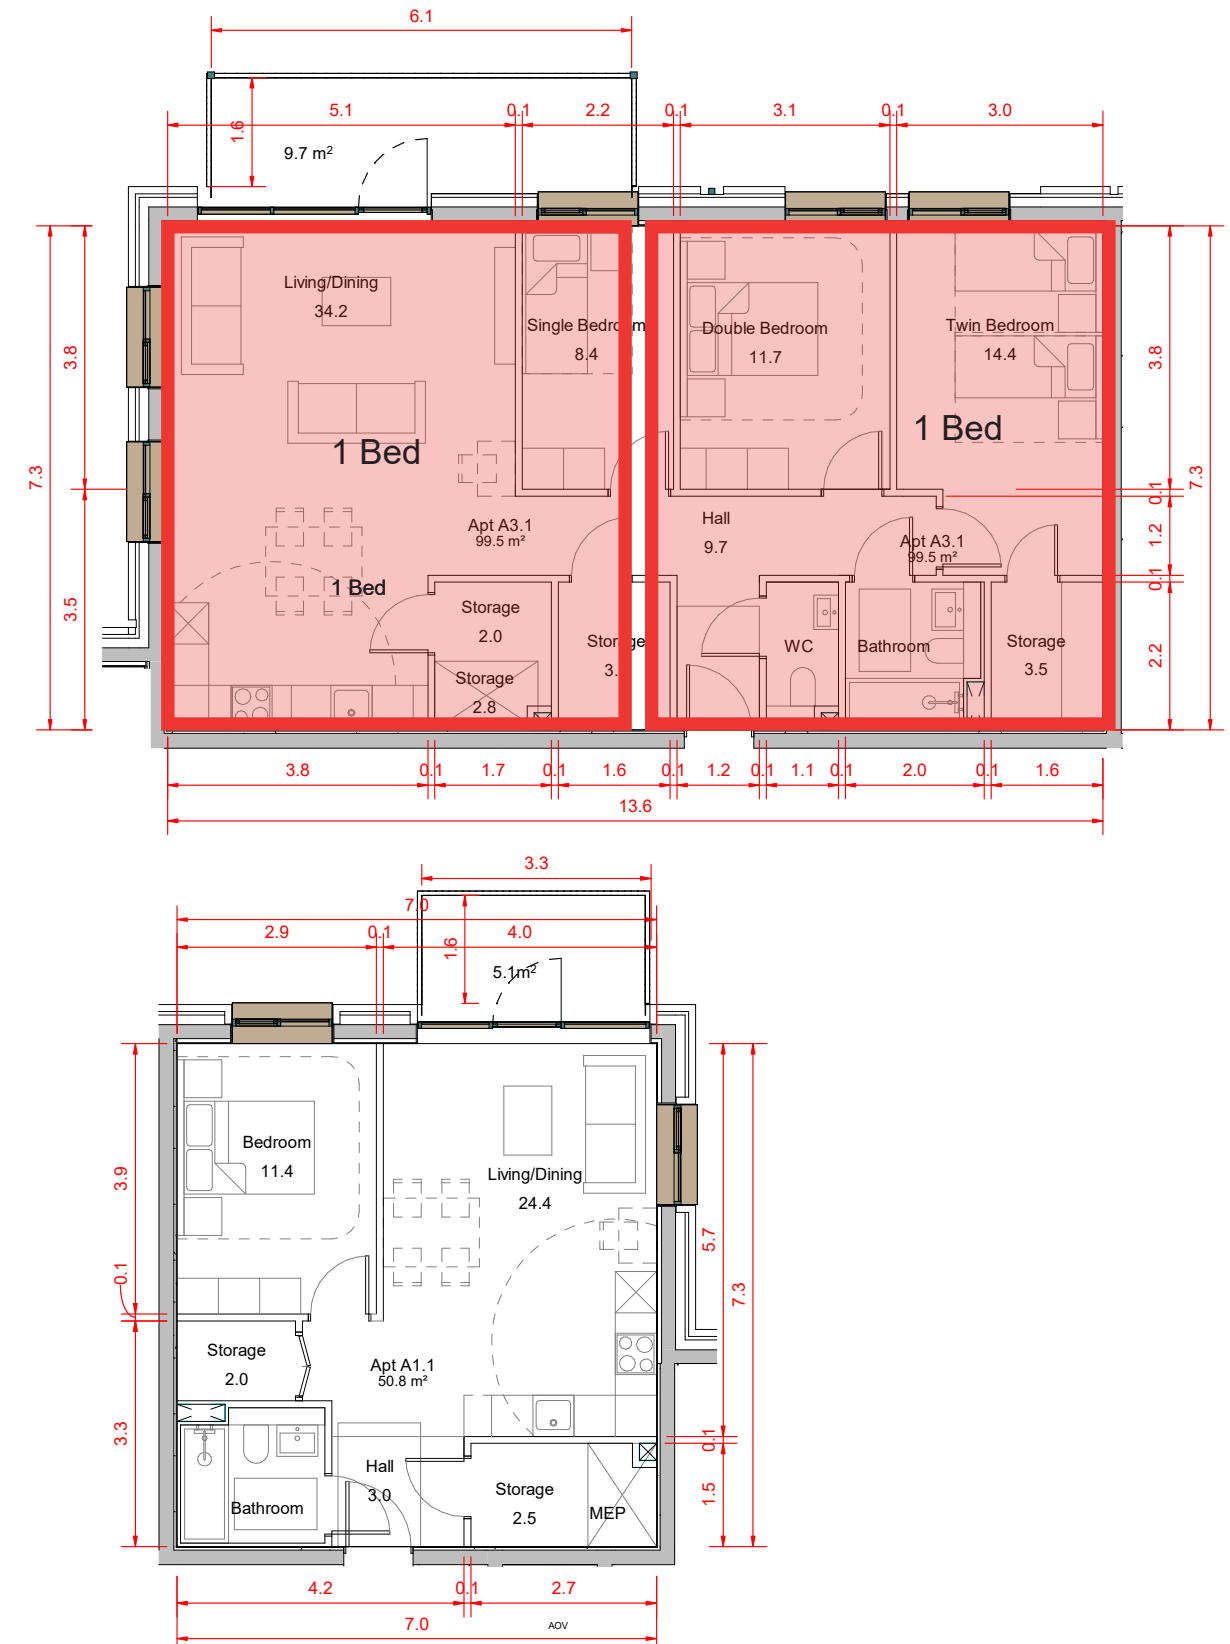 6.1
5.1 0.1 2.2 0.1 3.1 0.1 3.0
1.6
9.7 m²
Living/Dining
34.2
Single Bedroom
8.4
Double Bedroom
11.7
Twin Bedroom
14.4
3.8
7.3
3.5
3.8
7.3
0.1
1.2
0.1
2.2
1 Bed
1 Bed
Apt A3.1
99.5 m²
Hall
9.7
Apt A3.1
99.5 m²
1 Bed
Storage
2.0
Storage
2.8
Storage
3.
WC
Bathroom
Storage
3.5
3.8 0.1 1.7 0.1 1.6 0.1 1.2 0.1 1.1 0.1 2.0 0.1 1.6
13.6
3.3
7.0
2.9 0.1 4.0
1.6
5.1m²
Bedroom
11.4
Living/Dining
24.4
3.9
0.1
3.3
5.7
7.3
0.1
1.5
Storage
2.0
Apt A1.1
50.8 m²
Hall
3.0
Bathroom
Storage
2.5
MEP
4.2 0.1 2.7
7.0
AOV